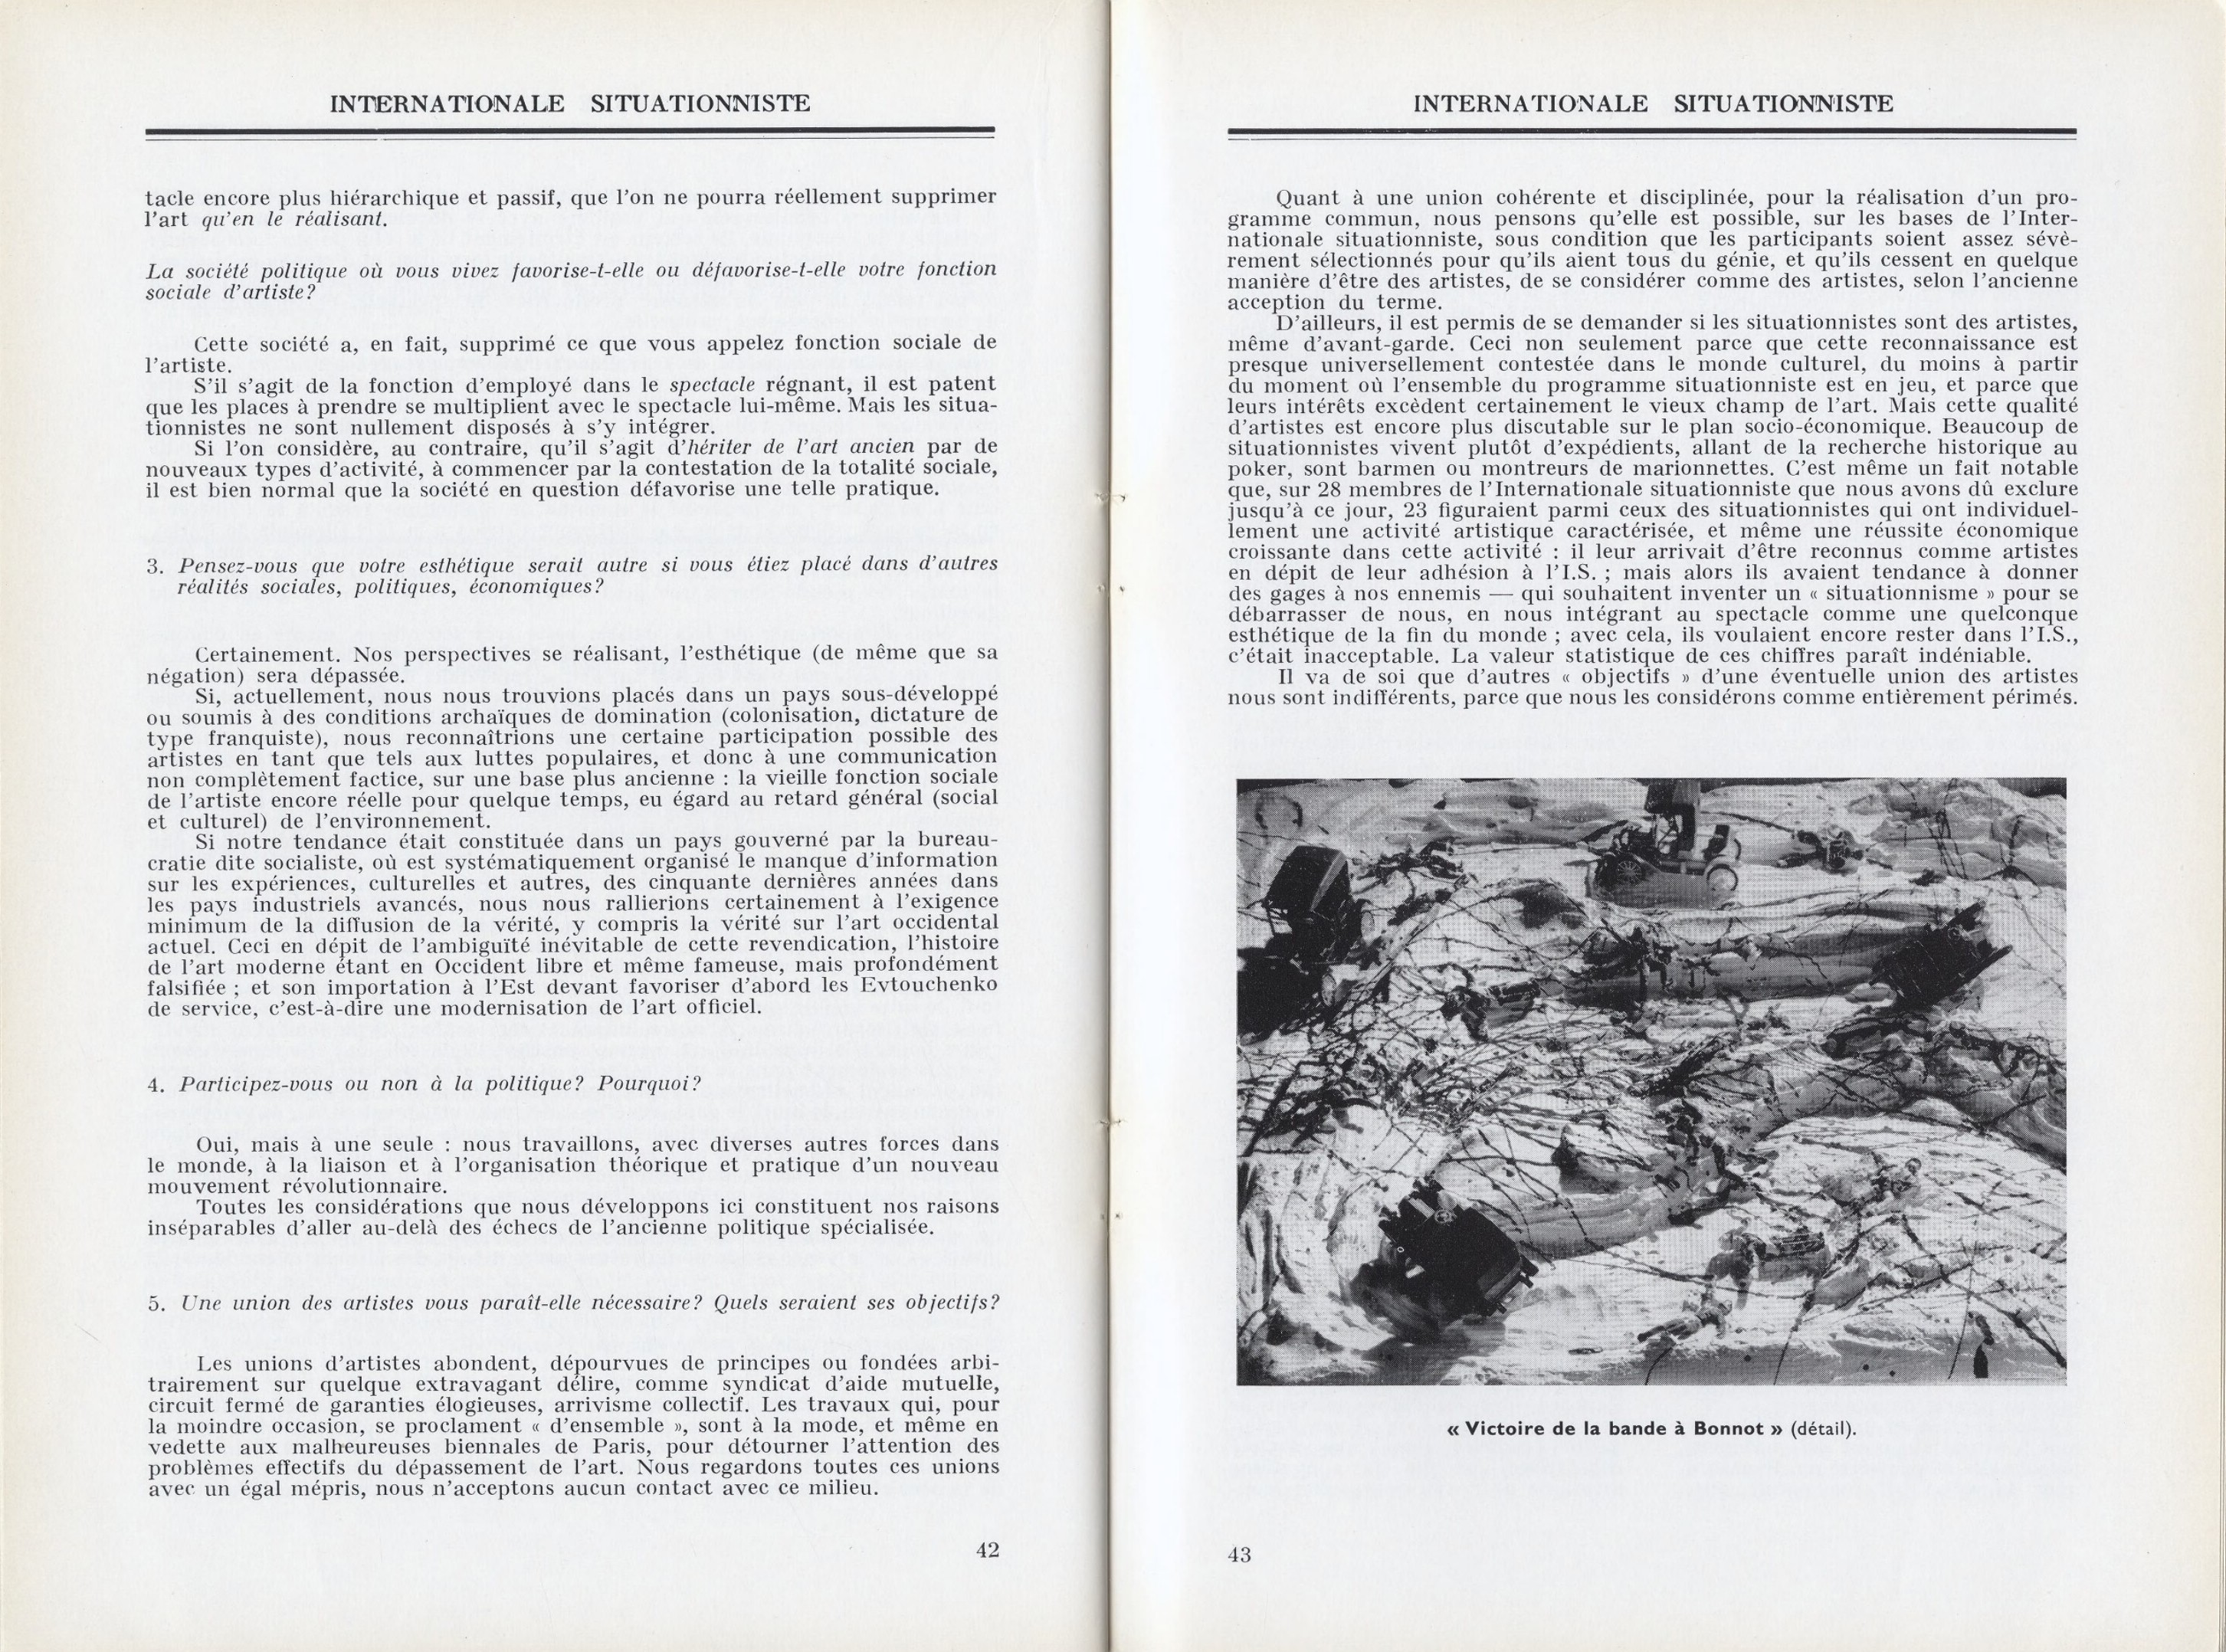 INTERNATIONALE SITUATIONNISTE
tacle encore plus hiérarchique et passif, que l'on ne pourra réellement supprimer
l'art qu'en le réalisant.
La société politique où vous vivez favorise-t-elle ou défavorise-t-elle votre fonction
sociale d'artiste?
Cette société a, en fait, supprimé ce que vous appelez fonction sociale de
l'artiste.
S'il s'agit de la fonction d'employé dans le spectacle régnant, il est patent
que les places à prendre se multiplient avec le spectacle lui-même. Mais les situa-
tionnistes ne sont nullement disposés à s'y intégrer.
Si l'on considère, au contraire, qu'il s'agit d'hériter de l'art ancien par de
nouveaux types d'activité, à commencer par la contestation de la totalité sociale,
il est bien normal que la société en question défavorise une telle pratique.
3. Pensez-vous que votre esthétique serait autre si vous étiez placé dans d'autres
réalités sociales, politiques, économiques?
Certainement. Nos perspectives se réalisant, l'esthétique (de même que sa
négation) sera dépassée.
Si, actuellement, nous nous trouvions placés dans un pays sous-développé
ou soumis à des conditions archaïques de domination (colonisation, dictature de
type franquiste), nous reconnaîtrions une certaine participation possible des
artistes en tant que tels aux luttes populaires, et donc à une communication
non complètement factice, sur une base plus ancienne : la vieille fonction sociale
de l'artiste encore réelle pour quelque temps, eu égard au retard général (social
et culturel) de l'environnement.
Si notre tendance était constituée dans un pays gouverné par la bureau-
cratie dite socialiste, où est systématiquement organisé le manque d'information
sur les expériences, culturelles et autres, des cinquante dernières années dans
les pays industriels avancés, nous nous rallierions certainement à l'exigence
minimum de la diffusion de la vérité, y compris la vérité sur l'art occidental
actuel. Ceci en dépit de l'ambiguïté inévitable de cette revendication, l'histoire
de l'art moderne étant en Occident libre et même fameuse, mais profondément
falsifiée ; et son importation à l'Est devant favoriser d'abord les Evtouchenko
de service, c'est-à-dire une modernisation de l'art officiel.
4. Participez-vous ou non à la politique? Pourquoi?
Oui, mais à une seule : nous travaillons, avec diverses autres forces dans
le monde, à la liaison et à l'organisation théorique et pratique d'un nouveau
mouvement révolutionnaire.
Toutes les considérations que nous développons ici constituent nos raisons
inséparables d'aller au-delà des échecs de l'ancienne politique spécialisée.
5. Une union des artistes vous paraît-elle nécessaire? Quels seraient ses objectifs?
Les unions d'artistes abondent, dépourvues de principes ou fondées arbi-
trairement sur quelque extravagant délire, comme syndicat d'aide mutuelle,
circuit fermé de garanties élogieuses, arrivisme collectif. Les travaux qui, pour
la moindre occasion, se proclament « d'ensemble », sont à la mode, et même en
vedette aux malheureuses biennales de Paris, pour détourner l'attention des
problèmes effectifs du dépassement de l'art. Nous regardons toutes ces unions
avec un égal mépris, nous n'acceptons aucun contact avec ce milieu.
42
INTERNATIONALE SITUATIONNISTE
Quant à une union cohérente et disciplinée, pour la réalisation d'un pro-
gramme commun, nous pensons qu'elle est possible, sur les bases de l'Inter-
nationale situationniste, sous condition que les participants soient assez sévè-
rement sélectionnés pour qu'ils aient tous du génie, et qu'ils cessent en quelque
manière d'être des artistes, de se considérer comme des artistes, selon l'ancienne
acception du terme.
D'ailleurs, il est permis de se demander si les situationnistes sont des artistes,
même d'avant-garde. Ceci non seulement parce que cette reconnaissance est
presque universellement contestée dans le monde culturel, du moins à partir
du moment où l'ensemble du programme situationniste est en jeu, et parce que
leurs intérêts excèdent certainement le vieux champ de l'art. Mais cette qualité
d'artistes est encore plus discutable sur le plan socio-économique. Beaucoup de
situationnistes vivent plutôt d'expédients, allant de la recherche historique au
poker, sont barmen ou montreurs de marionnettes. C'est même un fait notable
que, sur 28 membres de l'Internationale situationniste que nous avons dû exclure
jusqu'à ce jour, 23 figuraient parmi ceux des situationnistes qui ont individuel-
lement une activité artistique caractérisée, et même une réussite économique
croissante dans cette activité : il leur arrivait d'être reconnus comme artistes
en dépit de leur adhésion à l'I.S. ; mais alors ils avaient tendance à donner
des gages à nos ennemis — qui souhaitent inventer un « situationnisme » pour se
débarrasser de nous, en nous intégrant au spectacle comme une quelconque
esthétique de la fin du monde ; avec cela, ils voulaient encore rester dans l'I.S.,
c'était inacceptable. La valeur statistique de ces chiffres paraît indéniable.
Il va de soi que d'autres « objectifs » d'une éventuelle union des artistes
nous sont indifférents, parce que nous les considérons comme entièrement périmés.
« Victoire de la bande à Bonnot » (détail).
43